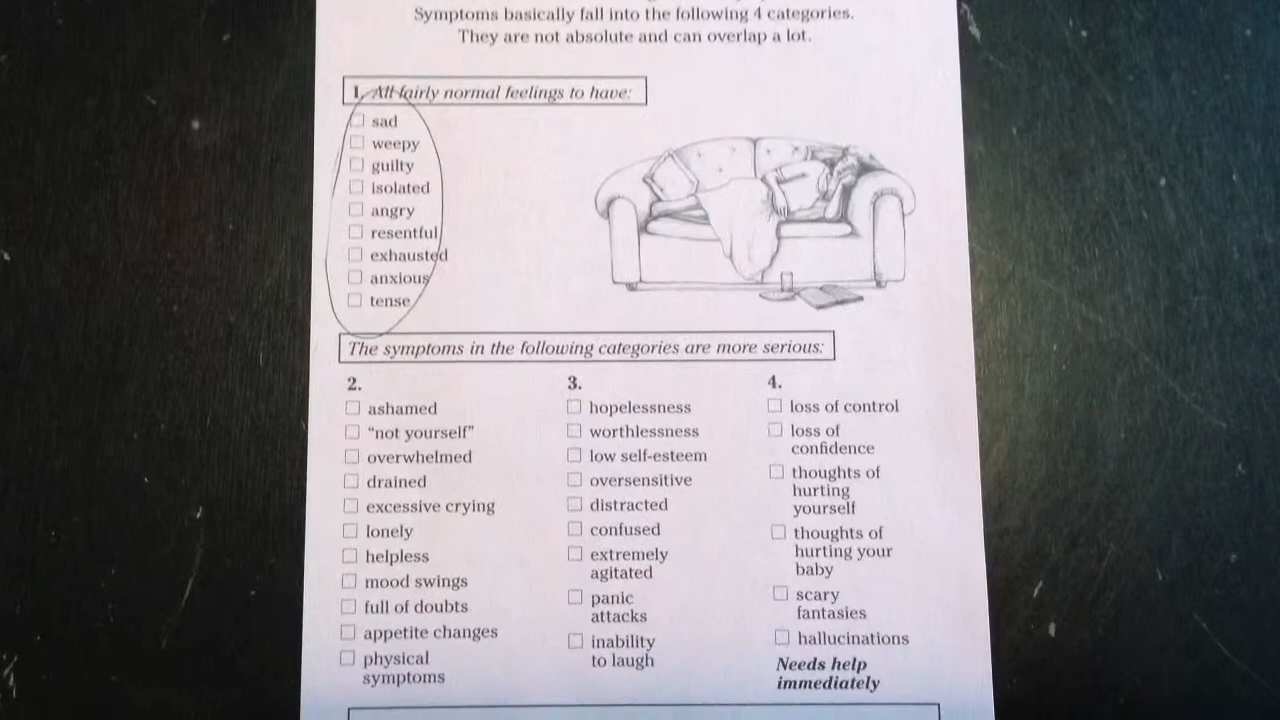 Symptoms basically fall into the following 4 categories.
They are not absolute and can overlap a lot.
1. All fairly normal feelings to have:
sad
weepy
guilty
isolated
angry
resentful
exhausted
anxious
tense
The symptoms in the following categories are more serious:
2.
ashamed
"not yourself"
overwhelmed
drained
excessive crying
lonely
helpless
mood swings
full of doubts
appetite changes
physical
symptoms
3.
hopelessness
worthlessness
low self-esteem
oversensitive
distracted
confused
extremely
agitated
panic
attacks
inability
to laugh
4.
loss of control
loss of
confidence
thoughts of
hurting
yourself
thoughts of
hurting your
baby
scary
fantasies
hallucinations
Needs help
immediately